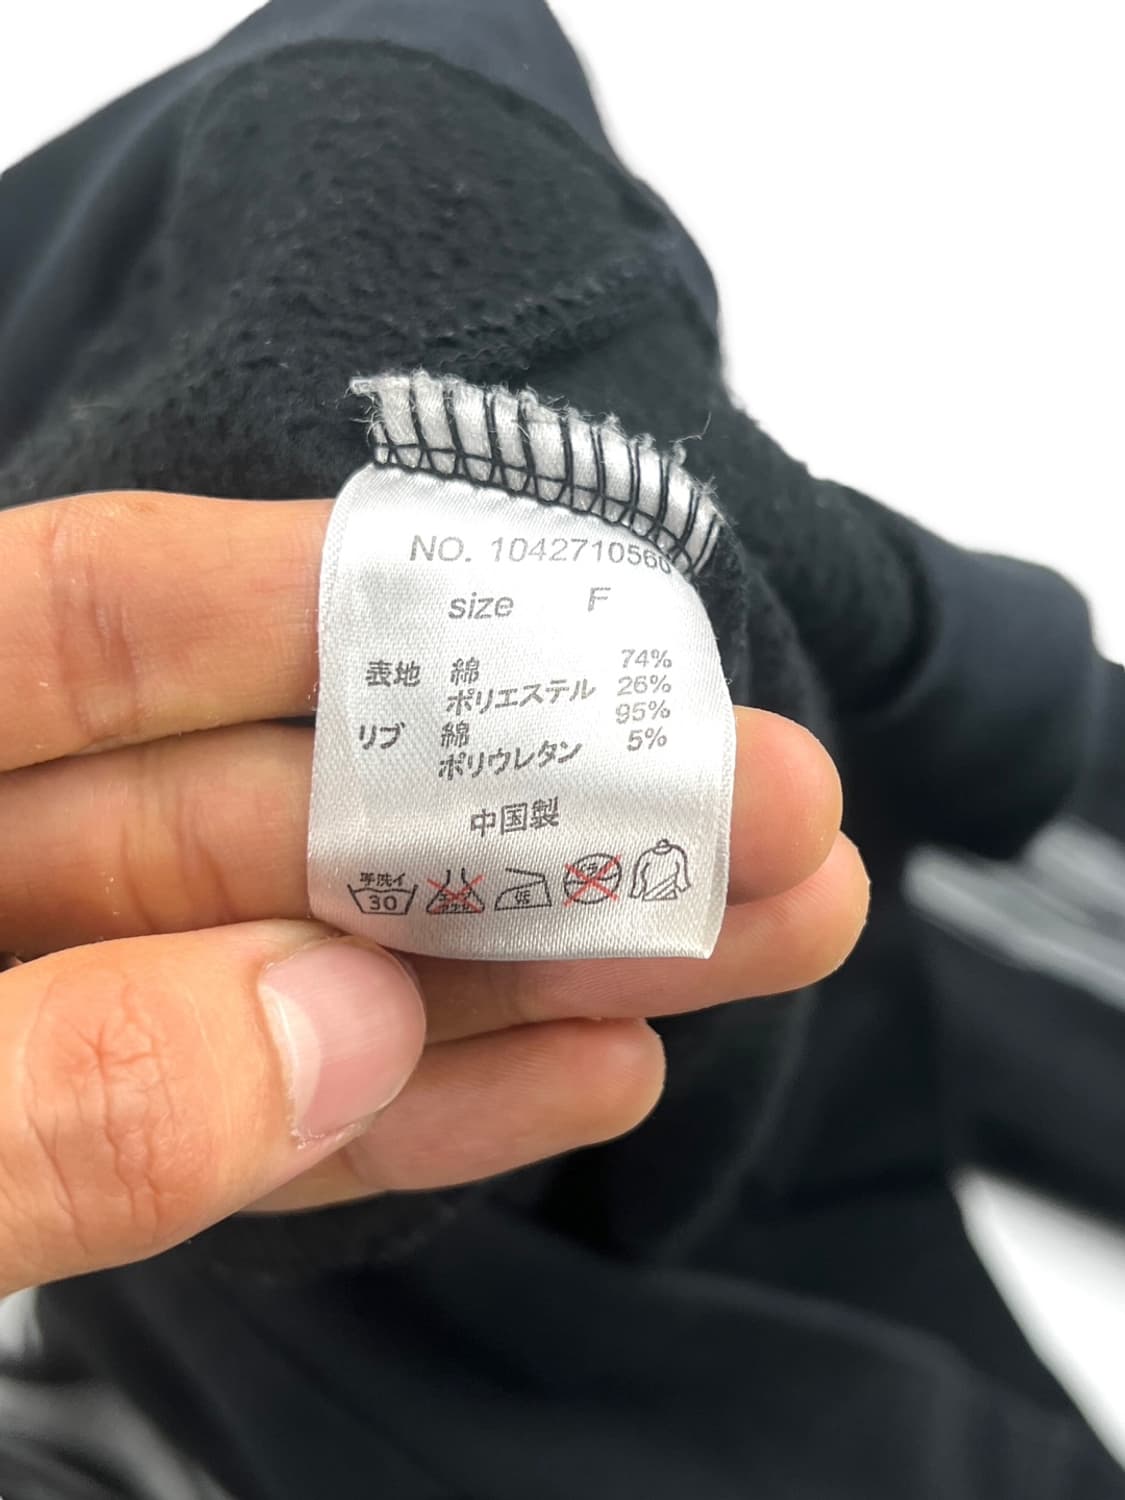 NO. 1042710560
size F
表地 綿 74%
ポリエステル 26%
リブ 綿 95%
ポリウレタン 5%
中国製
手洗イ
30